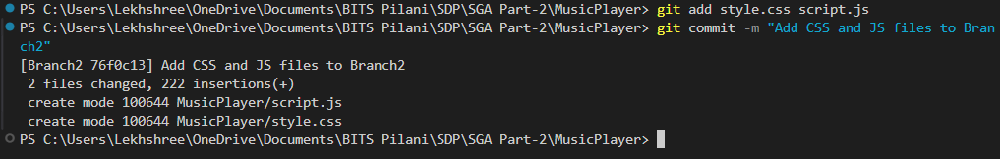 PS C:\Users\Lekhshree\OneDrive\Documents\BITS Pilani\SDP\SGA Part-2\MusicPlayer> git add style.css script.js
PS C:\Users\Lekhshree\OneDrive\Documents\BITS Pilani\SDP\SGA Part-2\MusicPlayer> git commit -m "Add CSS and JS files to Bran
ch2"
[Branch2 76f0c13] Add CSS and JS files to Branch2
 2 files changed, 222 insertions(+)
 create mode 100644 MusicPlayer/script.js
 create mode 100644 MusicPlayer/style.css
PS C:\Users\Lekhshree\OneDrive\Documents\BITS Pilani\SDP\SGA Part-2\MusicPlayer>